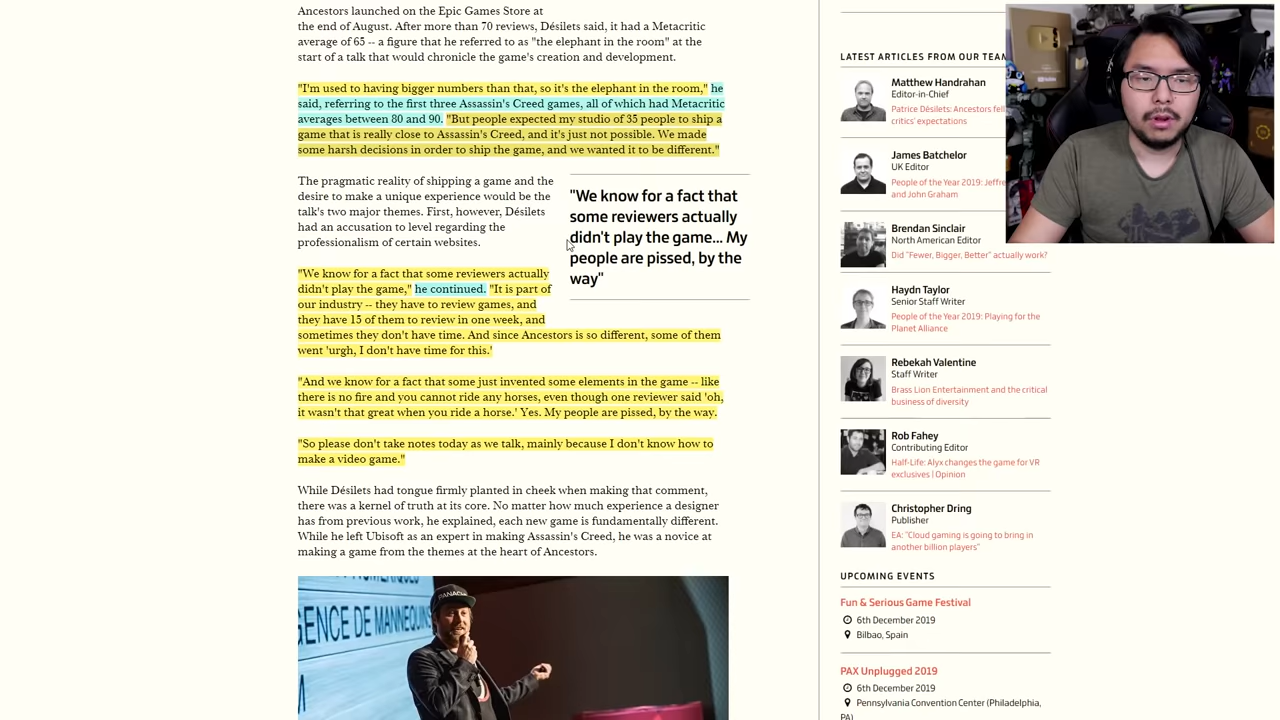 Ancestors launched on the Epic Games Store at
the end of August. After more than 70 reviews, Désilets said, it had a Metacritic
average of 65 -- a figure that he referred to as "the elephant in the room" at the
start of a talk that would chronicle the game's creation and development.
"I'm used to having bigger numbers than that, so it's the elephant in the room," he
said, referring to the first three Assassin's Creed games, all of which had Metacritic
averages between 80 and 90. "But people expected my studio of 35 people to ship a
game that is really close to Assassin's Creed, and it's just not possible. We made
some harsh decisions in order to ship the game, and we wanted it to be different."
The pragmatic reality of shipping a game and the
desire to make a unique experience would be the
talk's two major themes. First, however, Désilets
had an accusation to level regarding the
professionalism of certain websites.
"We know for a fact that
some reviewers actually
didn't play the game... My
people are pissed, by the
way"
"We know for a fact that some reviewers actually
didn't play the game," he continued. "It is part of
our industry -- they have to review games, and
they have 15 of them to review in one week, and
sometimes they don't have time. And since Ancestors is so different, some of them
went 'urgh, I don't have time for this.'
"And we know for a fact that some just invented some elements in the game -- like
there is no fire and you cannot ride any horses, even though one reviewer said 'oh,
it wasn't that great when you ride a horse.' Yes. My people are pissed, by the way.
"So please don't take notes today as we talk, mainly because I don't know how to
make a video game."
While Désilets had tongue firmly planted in cheek when making that comment,
there was a kernel of truth at its core. No matter how much experience a designer
has from previous work, he explained, each new game is fundamentally different.
While he left Ubisoft as an expert in making Assassin's Creed, he was a novice at
making a game from the themes at the heart of Ancestors.
PANACHE
GENCE DE MANNEQUINS
LATEST ARTICLES FROM OUR TEAM
Matthew Handrahan
Editor-in-Chief
Patrice Désilets: Ancestors fell
critics' expectations
James Batchelor
UK Editor
People of the Year 2019: Jeffre
and John Graham
Brendan Sinclair
North American Editor
Did "Fewer, Bigger, Better" actually work?
Haydn Taylor
Senior Staff Writer
People of the Year 2019: Playing for the
Planet Alliance
Rebekah Valentine
Staff Writer
Brass Lion Entertainment and the critical
business of diversity
Rob Fahey
Contributing Editor
Half-Life: Alyx changes the game for VR
exclusives | Opinion
Christopher Dring
Publisher
EA: "Cloud gaming is going to bring in
another billion players"
UPCOMING EVENTS
Fun & Serious Game Festival
6th December 2019
Bilbao, Spain
PAX Unplugged 2019
6th December 2019
Pennsylvania Convention Center (Philadelphia,
PA)